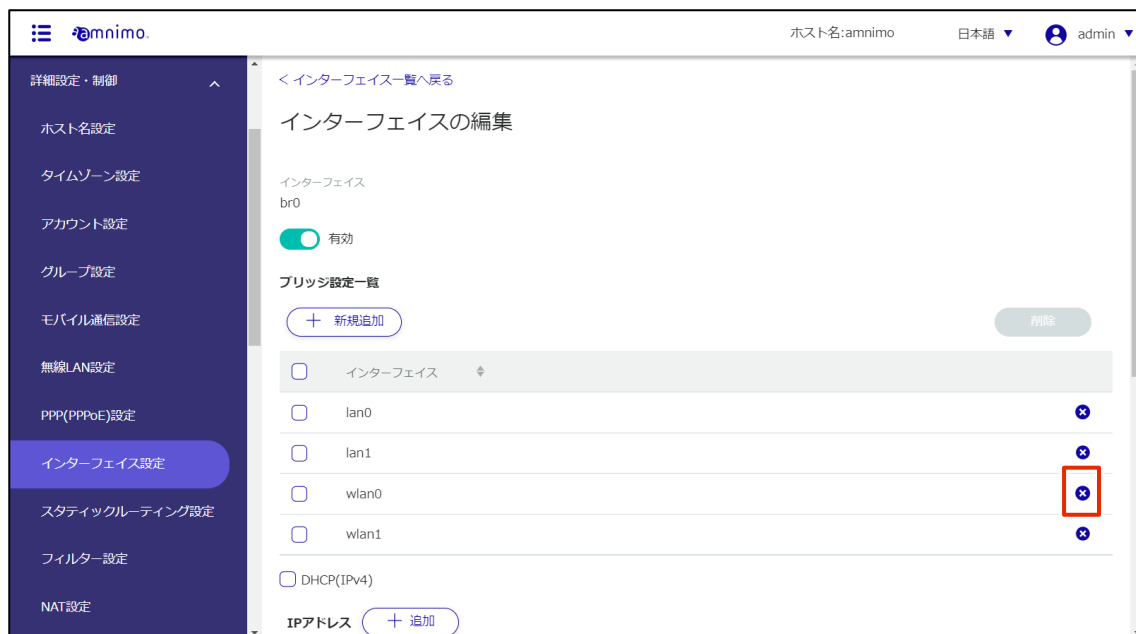 amnimo.
ホスト名:amnimo
日本語 ▼
admin ▼
詳細設定・制御
ホスト名設定
タイムゾーン設定
アカウント設定
グループ設定
モバイル通信設定
無線LAN設定
PPP(PPPoE)設定
インターフェイス設定
スタティックルーティング設定
フィルター設定
NAT設定
< インターフェイス一覧へ戻る
インターフェイスの編集
インターフェイス
br0
有効
ブリッジ設定一覧
＋ 新規追加
削除
インターフェイス
lan0
lan1
wlan0
wlan1
DHCP(IPv4)
IPアドレス ＋ 追加